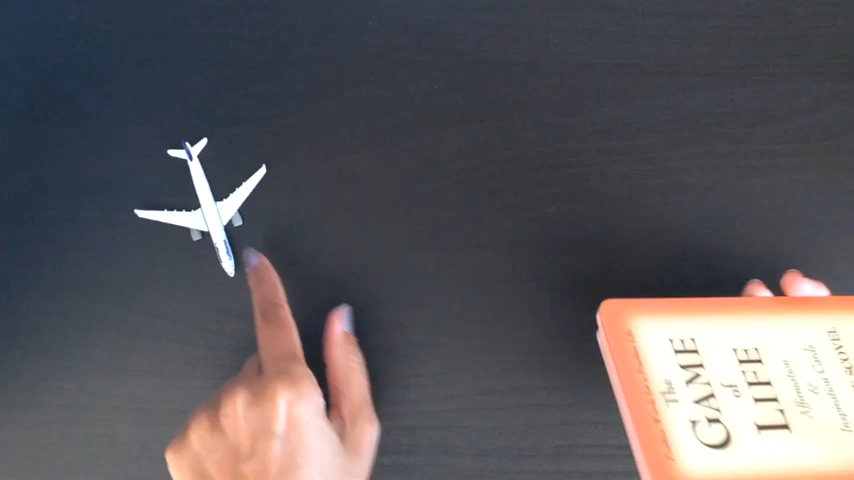 The
GAME
of
LIFE
Affirmation
&
Inspiration Cards
SCOVEL